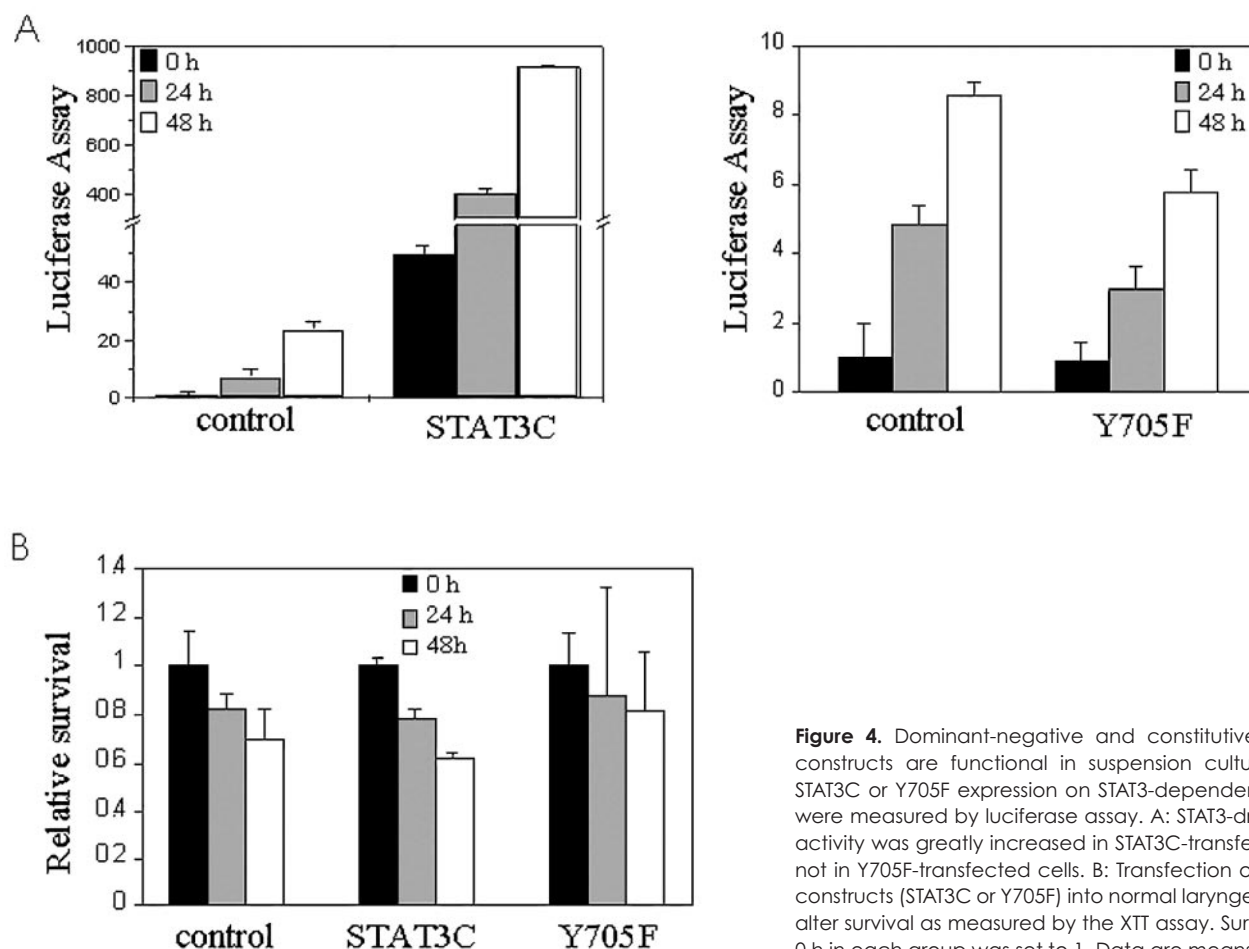 A
Luciferase Assay
1000
800
600
400
40
20
0
0 h
24 h
48 h
control
STAT3C
Luciferase Assay
10
8
6
4
2
0
0 h
24 h
48 h
control
Y705F
B
Relative survival
1.4
1.2
1
0.8
0.6
0.4
0.2
0
0 h
24 h
48h
control
STAT3C
Y705F
Figure 4. Dominant-negative and constitutive
constructs are functional in suspension cultu
STAT3C or Y705F expression on STAT3-dependen
were measured by luciferase assay. A: STAT3-dr
activity was greatly increased in STAT3C-transfe
not in Y705F-transfected cells. B: Transfection o
constructs (STAT3C or Y705F) into normal larynge
alter survival as measured by the XTT assay. Sur
0 h in each group was set to 1. Data are means